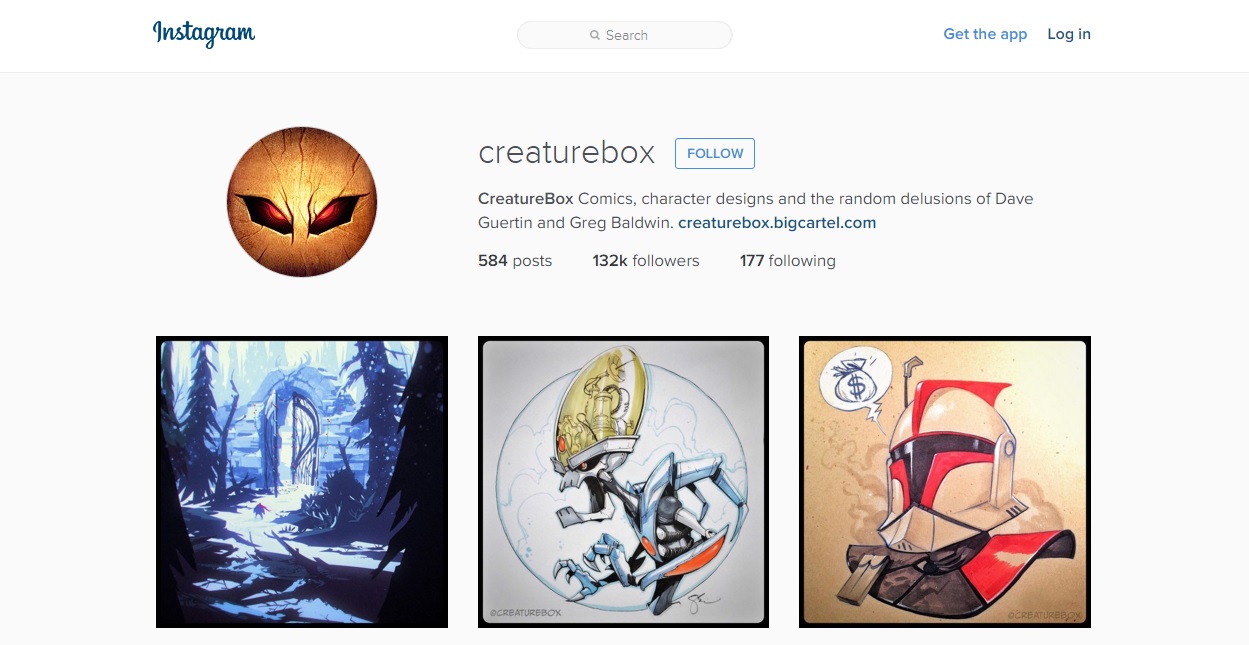 Instagram
Search
Get the app
Log in
creaturebox
FOLLOW
CreatureBox Comics, character designs and the random delusions of Dave
Guertin and Greg Baldwin. creaturebox.bigcartel.com
584 posts
132k followers
177 following
$
©CREATUREBOX
©CREATUREBOX